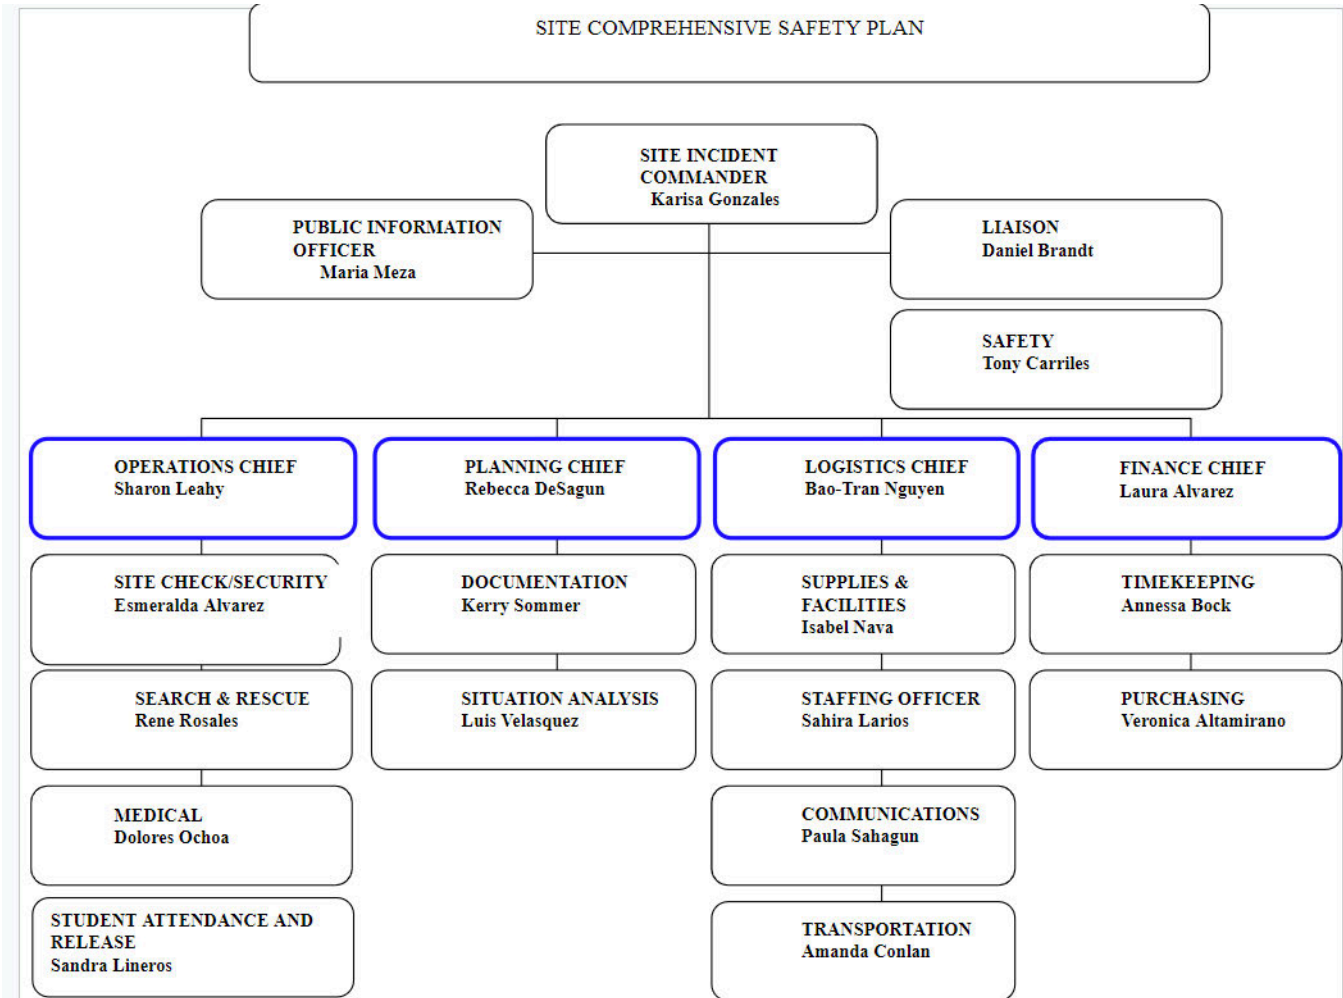 SITE COMPREHENSIVE SAFETY PLAN
SITE INCIDENT
COMMANDER
Karisa Gonzales
PUBLIC INFORMATION
OFFICER
Maria Meza
LIAISON
Daniel Brandt
SAFETY
Tony Carriles
OPERATIONS CHIEF
Sharon Leahy
PLANNING CHIEF
Rebecca DeSagun
LOGISTICS CHIEF
Bao-Tran Nguyen
FINANCE CHIEF
Laura Alvarez
SITE CHECK/SECURITY
Esmeralda Alvarez
DOCUMENTATION
Kerry Sommer
SUPPLIES &
FACILITIES
Isabel Nava
TIMEKEEPING
Annessa Bock
SEARCH & RESCUE
Rene Rosales
SITUATION ANALYSIS
Luis Velasquez
STAFFING OFFICER
Sahira Larios
PURCHASING
Veronica Altamirano
MEDICAL
Dolores Ochoa
COMMUNICATIONS
Paula Sahagun
STUDENT ATTENDANCE AND
RELEASE
Sandra Lineros
TRANSPORTATION
Amanda Conlan